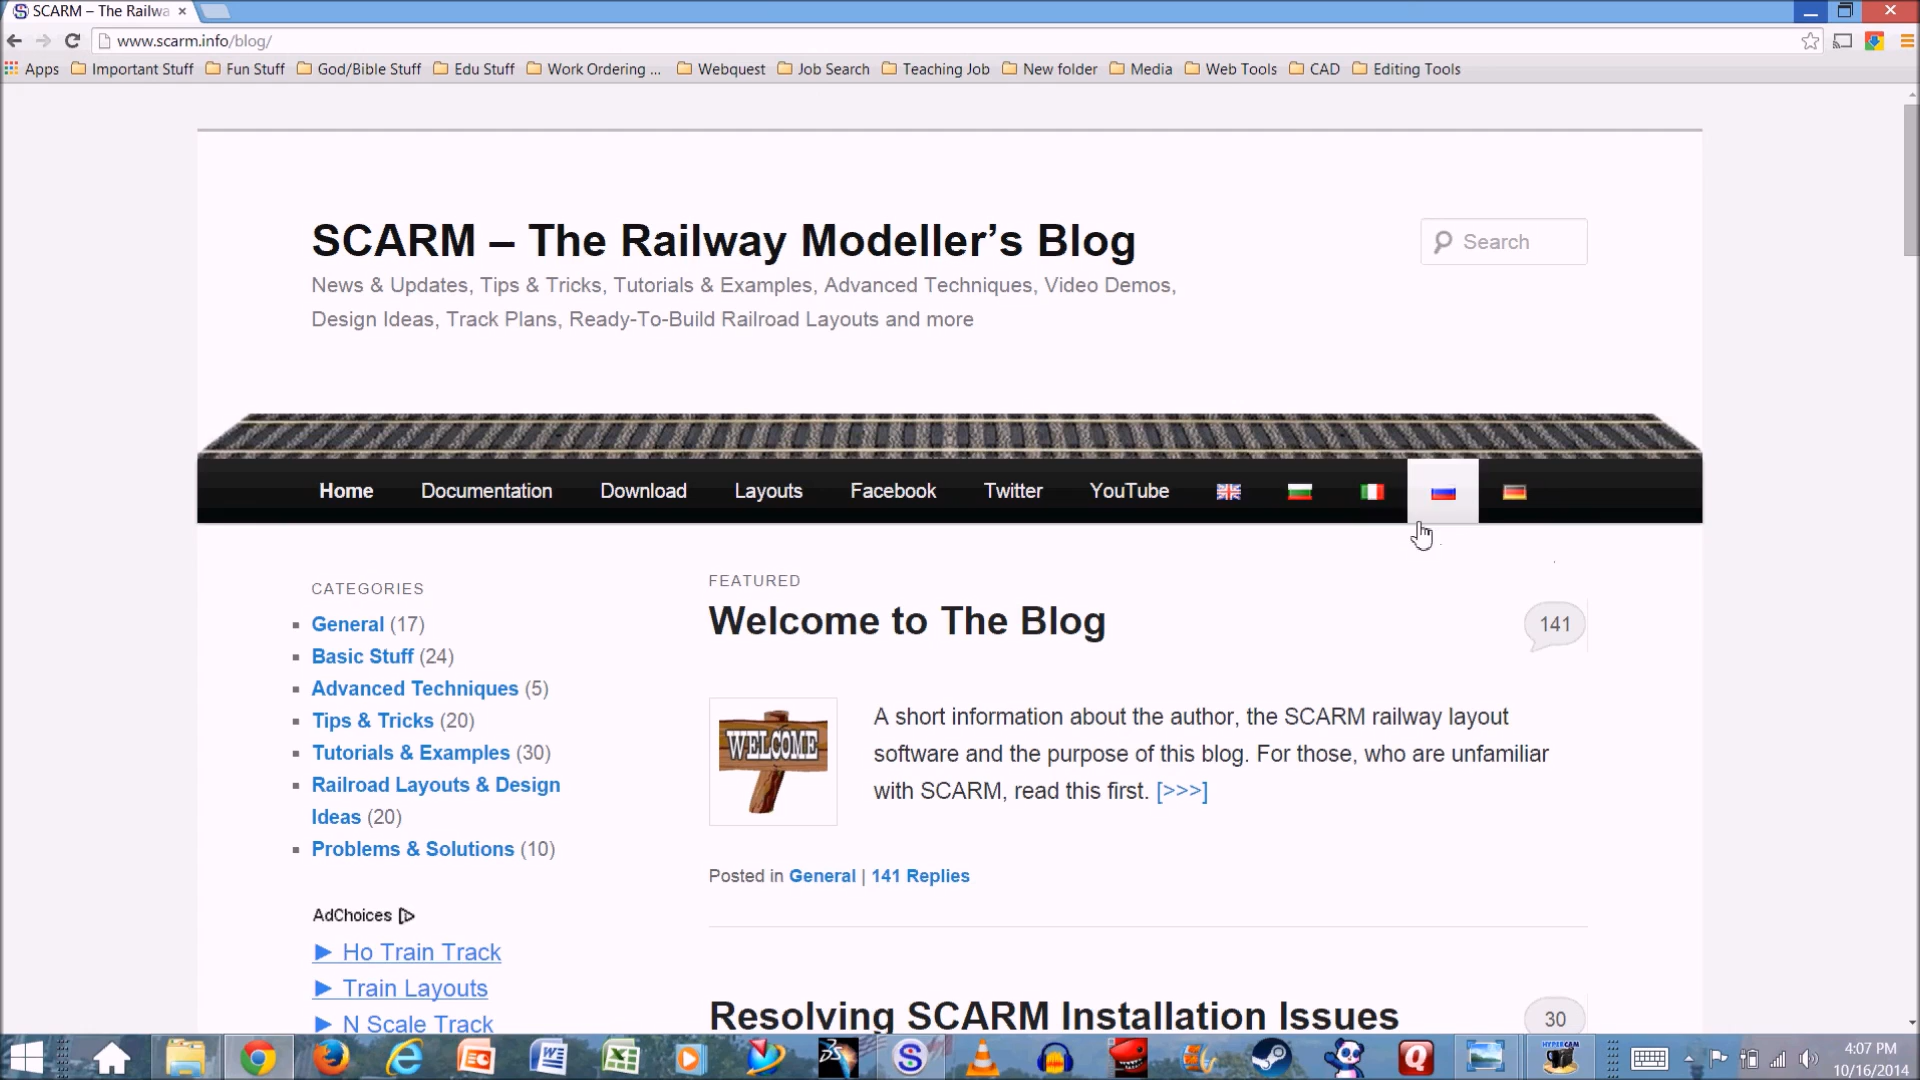 SCARM – The Railwa
www.scarm.info/blog/
Apps Important Stuff Fun Stuff God/Bible Stuff Edu Stuff Work Ordering ... Webquest Job Search Teaching Job New folder Media Web Tools CAD Editing Tools
SCARM – The Railway Modeller’s Blog
Search
News & Updates, Tips & Tricks, Tutorials & Examples, Advanced Techniques, Video Demos,
Design Ideas, Track Plans, Ready-To-Build Railroad Layouts and more
Home Documentation Download Layouts Facebook Twitter YouTube
CATEGORIES
General (17)
Basic Stuff (24)
Advanced Techniques (5)
Tips & Tricks (20)
Tutorials & Examples (30)
Railroad Layouts & Design
Ideas (20)
Problems & Solutions (10)
AdChoices
Ho Train Track
Train Layouts
N Scale Track
FEATURED
Welcome to The Blog
141
WELCOME
A short information about the author, the SCARM railway layout
software and the purpose of this blog. For those, who are unfamiliar
with SCARM, read this first. [>>>]
Posted in General | 141 Replies
Resolving SCARM Installation Issues
30
HYPERCAM
4:07 PM
10/16/2014